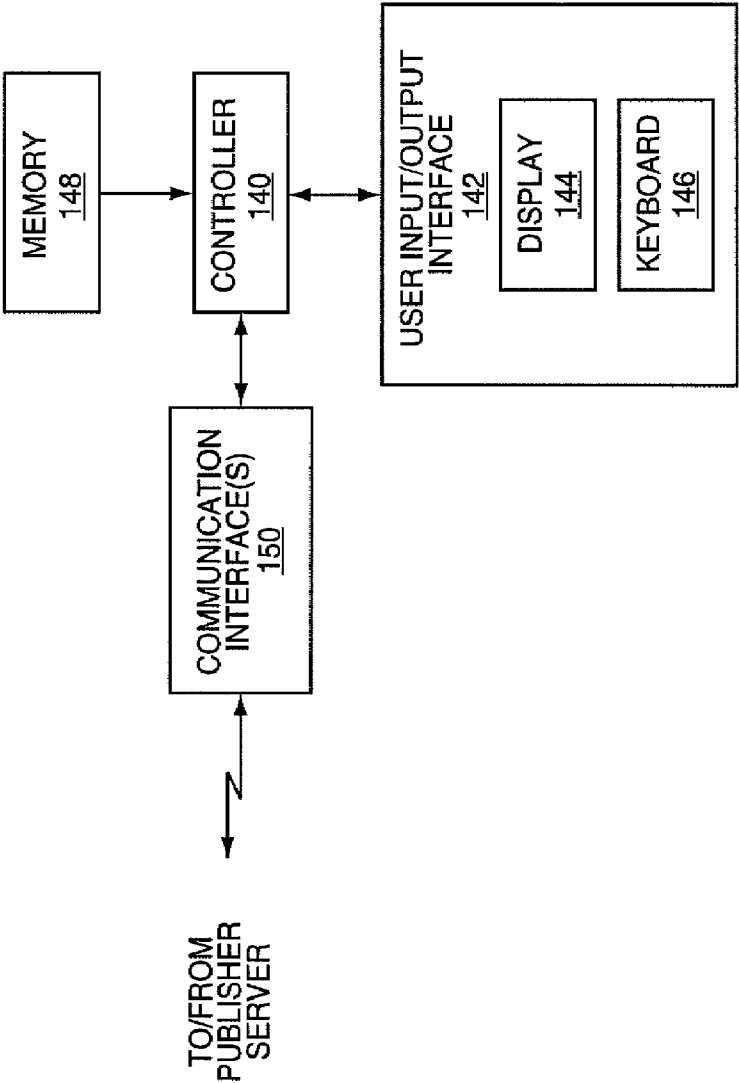 MEMORY
148
CONTROLLER
140
COMMUNICATION
INTERFACE(S)
150
TO/FROM
PUBLISHER
SERVER
USER INPUT/OUTPUT
INTERFACE
142
DISPLAY
144
KEYBOARD
146